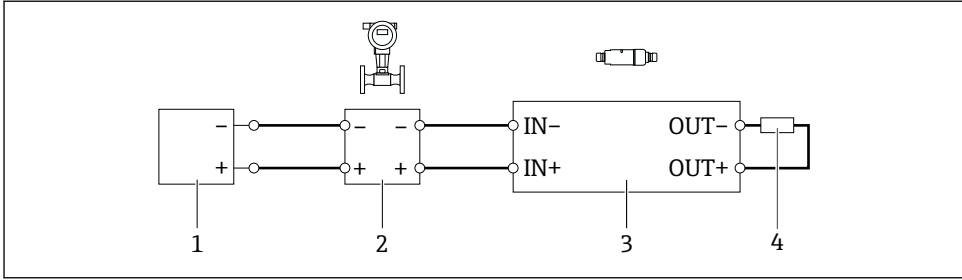 − − − IN− OUT−
+ + + IN+ OUT+
1 2 3 4